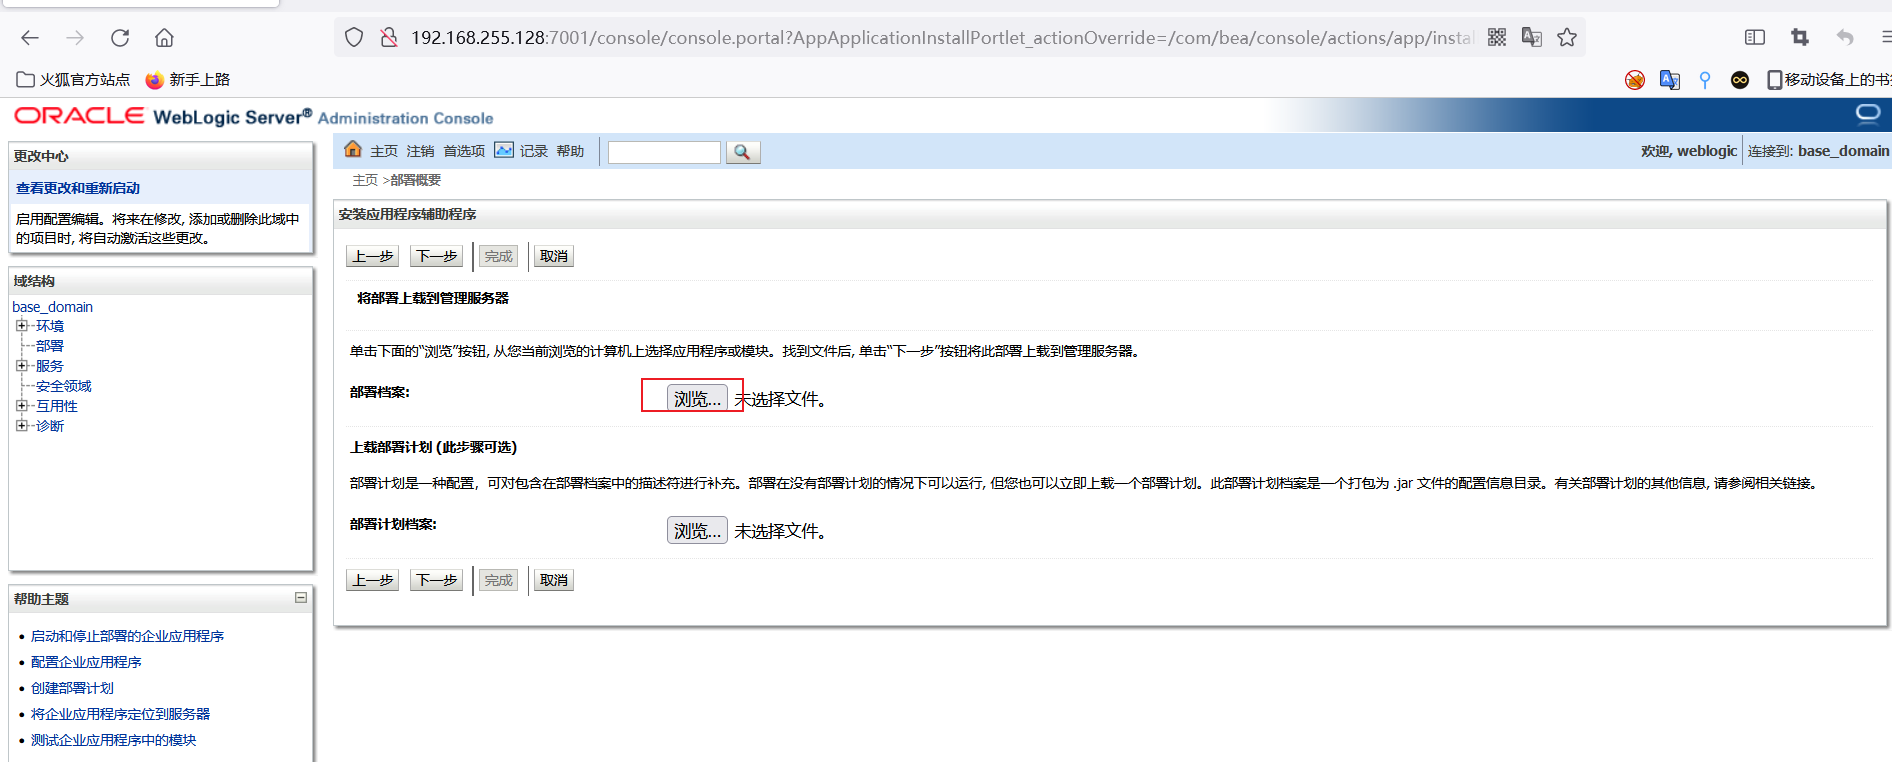 192.168.255.128:7001/console/console.portal?AppApplicationInstallPortlet_actionOverride=/com/bea/console/actions/app/instal
火狐官方站点 新手上路
移动设备上的书
ORACLE WebLogic Server® Administration Console
更改中心
查看更改和重新启动
启用配置编辑。将来在修改, 添加或删除此域中
的项目时, 将自动激活这些更改。
域结构
base_domain
环境
部署
服务
安全领域
互用性
诊断
帮助主题
启动和停止部署的企业应用程序
配置企业应用程序
创建部署计划
将企业应用程序定位到服务器
测试企业应用程序中的模块
主页 注销 首选项 记录 帮助
欢迎, weblogic 连接到: base_domain
主页 >部署概要
安装应用程序辅助程序
上一步 下一步 完成 取消
将部署上载到管理服务器
单击下面的“浏览”按钮, 从您当前浏览的计算机上选择应用程序或模块。找到文件后, 单击“下一步”按钮将此部署上载到管理服务器。
部署档案: 浏览... 未选择文件。
上载部署计划 (此步骤可选)
部署计划是一种配置，可对包含在部署档案中的描述符进行补充。部署在没有部署计划的情况下可以运行, 但您也可以立即上载一个部署计划。此部署计划档案是一个打包为 .jar 文件的配置信息目录。有关部署计划的其他信息, 请参阅相关链接。
部署计划档案: 浏览... 未选择文件。
上一步 下一步 完成 取消